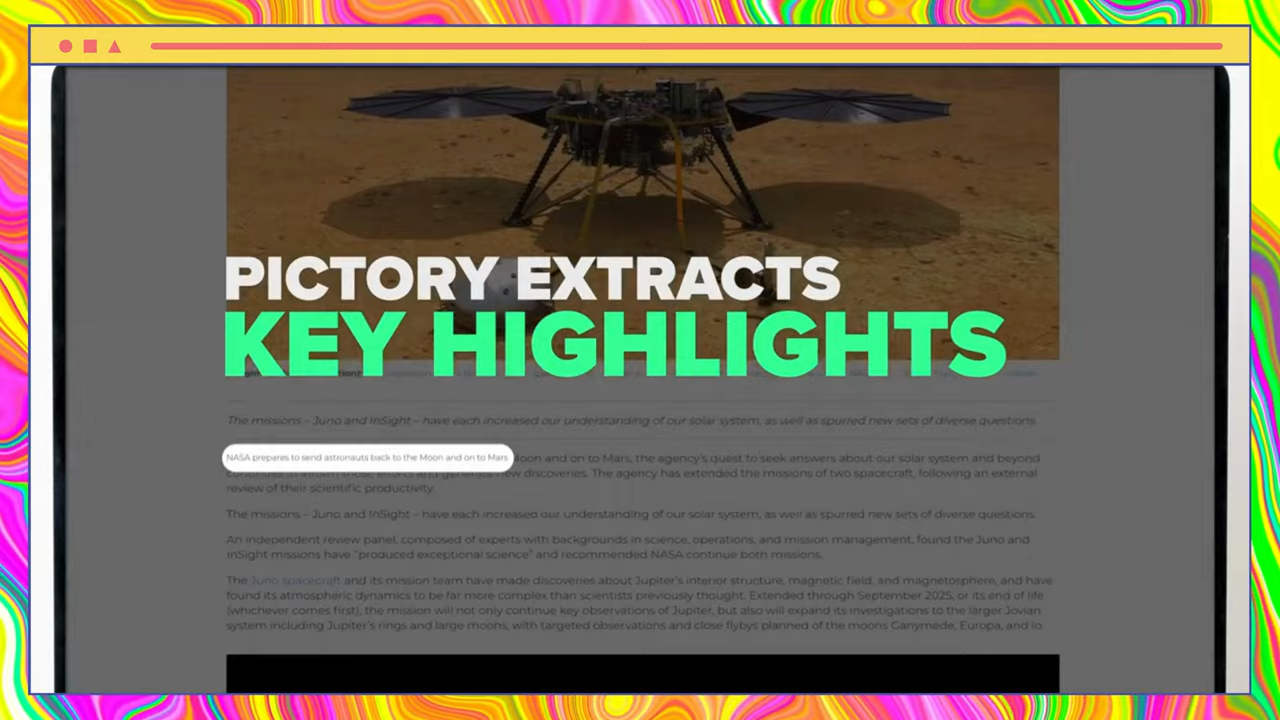 PICTORY EXTRACTS
KEY HIGHLIGHTS
The missions – Juno and InSight – have each increased our understanding of our solar system, as well as spurred new sets of diverse questions.
NASA prepares to send astronauts back to the Moon and on to Mars
Moon and on to Mars, the agency's quest to seek answers about our solar system and beyond
new discoveries. The agency has extended the missions of two spacecraft, following an external
review of their scientific productivity.
The missions – Juno and InSight – have each increased our understanding of our solar system, as well as spurred new sets of diverse questions.
An independent review panel, composed of experts with backgrounds in science, operations, and mission management, found the Juno and
InSight missions have "produced exceptional science" and recommended NASA continue both missions.
The Juno spacecraft and its mission team have made discoveries about Jupiter's interior structure, magnetic field, and magnetosphere, and have
found its atmospheric dynamics to be far more complex than scientists previously thought. Extended through September 2025, or its end of life
(whichever comes first), the mission will not only continue key observations of Jupiter, but also will expand its investigations to the larger Jovian
system including Jupiter's rings and large moons, with targeted observations and close flybys planned of the moons Ganymede, Europa, and Io.